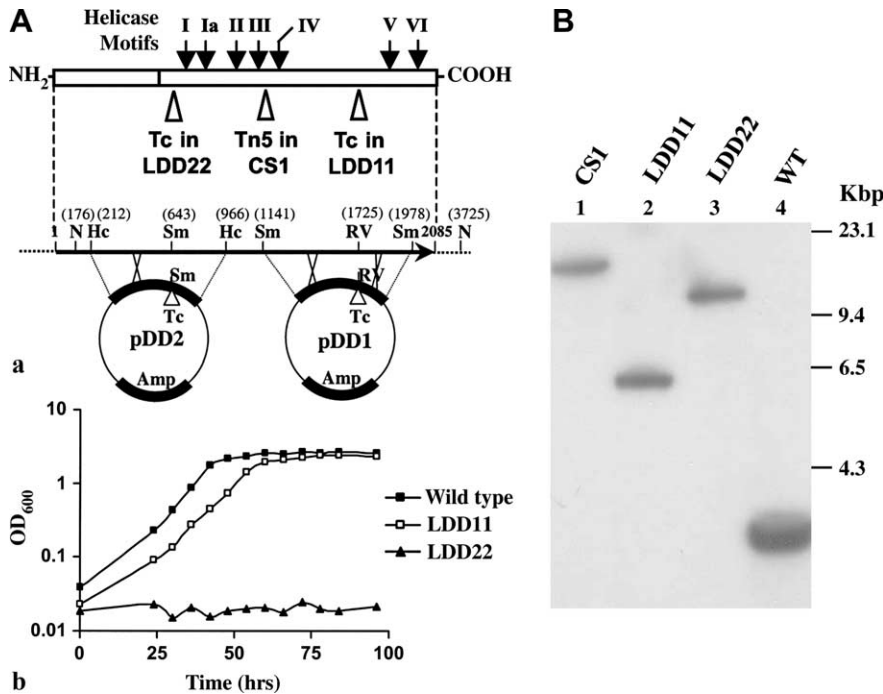 A
Helicase Motifs
I Ia II III IV V VI
NH2 COOH
Tc in LDD22
Tn5 in CS1
Tc in LDD11
(176) (212) (643) (966) (1141) (1725) (1978) (3725)
1 N Hc Sm Hc Sm RV Sm 2085 N
Sm RV
Tc Tc
pDD2 pDD1
Amp Amp
a
10
1
0.1
0.01
OD600
0 25 50 75 100
Time (hrs)
Wild type
LDD11
LDD22
b
B
CS1 LDD11 LDD22 WT
1 2 3 4
Kbp
23.1
9.4
6.5
4.3